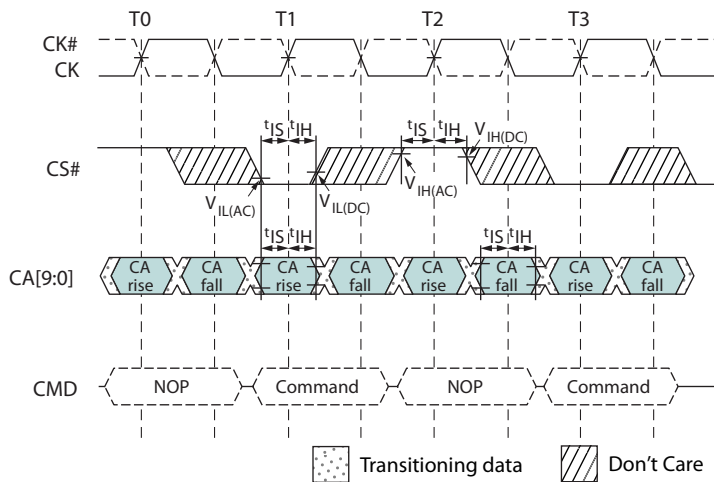 T0 T1 T2 T3
CK#
CK
tIS tIH tIS tIH
VIH(DC)
CS#
VIL(AC) VIL(DC) VIH(AC)
tIS tIH tIS tIH
CA[9:0]
CA rise CA fall CA rise CA fall CA rise CA fall CA rise CA fall
CMD NOP Command NOP Command
Transitioning data Don't Care